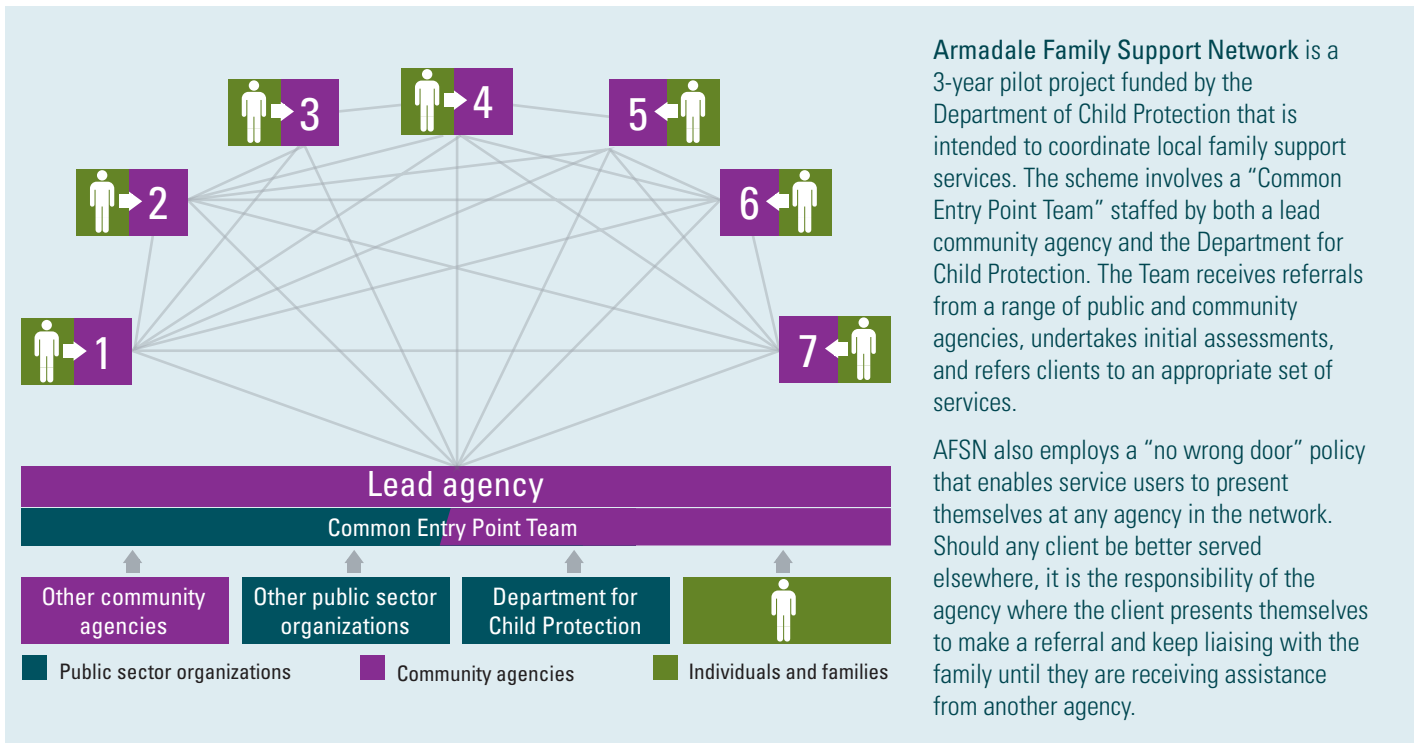 3
4
5
2
6
1
7
Lead agency
Common Entry Point Team
Other community
agencies
Other public sector
organizations
Department for
Child Protection
Public sector organizations
Community agencies
Individuals and families
Armadale Family Support Network is a
3-year pilot project funded by the
Department of Child Protection that is
intended to coordinate local family support
services. The scheme involves a “Common
Entry Point Team” staffed by both a lead
community agency and the Department for
Child Protection. The Team receives referrals
from a range of public and community
agencies, undertakes initial assessments,
and refers clients to an appropriate set of
services.
AFSN also employs a “no wrong door” policy
that enables service users to present
themselves at any agency in the network.
Should any client be better served
elsewhere, it is the responsibility of the
agency where the client presents themselves
to make a referral and keep liaising with the
family until they are receiving assistance
from another agency.